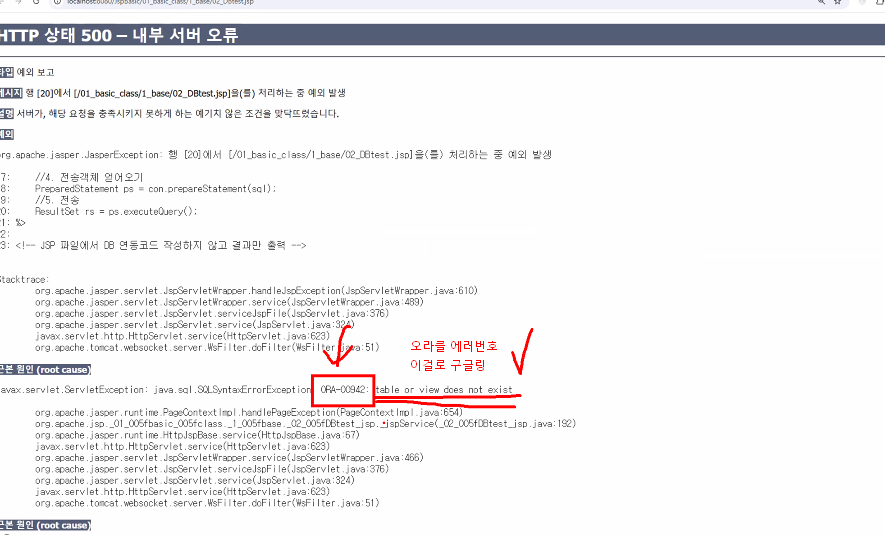 localhost:8080/JspBasic/01_basic_class/1_base/02_DBtest.jsp
HTTP 상태 500 – 내부 서버 오류
타입 예외 보고
메시지 행 [20]에서 [/01_basic_class/1_base/02_DBtest.jsp]을(를) 처리하는 중 예외 발생
설명 서버가, 해당 요청을 충족시키지 못하게 하는 예기치 않은 조건을 맞닥뜨렸습니다.
예외
org.apache.jasper.JasperException: 행 [20]에서 [/01_basic_class/1_base/02_DBtest.jsp]을(를) 처리하는 중 예외 발생
7: //4. 전송객체 얻어오기
8: PreparedStatement ps = con.prepareStatement(sql);
9: //5. 전송
20: ResultSet rs = ps.executeQuery();
21: %>
22:
23: <!-- JSP 파일에서 DB 연동코드 작성하지 않고 결과만 출력 -->
Stacktrace:
org.apache.jasper.servlet.JspServletWrapper.handleJspException(JspServletWrapper.java:610)
org.apache.jasper.servlet.JspServletWrapper.service(JspServletWrapper.java:489)
org.apache.jasper.servlet.JspServlet.serviceJspFile(JspServlet.java:376)
org.apache.jasper.servlet.JspServlet.service(JspServlet.java:324)
javax.servlet.http.HttpServlet.service(HttpServlet.java:623)
org.apache.tomcat.websocket.server.WsFilter.doFilter(WsFilter.java:51)
오라클 에러번호
이걸로 구글링
근본 원인 (root cause)
javax.servlet.ServletException: java.sql.SQLSyntaxErrorException: ORA-00942: table or view does not exist
org.apache.jasper.runtime.PageContextImpl.handlePageException(PageContextImpl.java:654)
org.apache.jsp._01_005fbasic_005fclass._1_005fbase._02_005fDBtest_jsp._jspService(_02_005fDBtest_jsp.java:192)
org.apache.jasper.runtime.HttpJspBase.service(HttpJspBase.java:67)
javax.servlet.http.HttpServlet.service(HttpServlet.java:623)
org.apache.jasper.servlet.JspServletWrapper.service(JspServletWrapper.java:466)
org.apache.jasper.servlet.JspServlet.serviceJspFile(JspServlet.java:376)
org.apache.jasper.servlet.JspServlet.service(JspServlet.java:324)
javax.servlet.http.HttpServlet.service(HttpServlet.java:623)
org.apache.tomcat.websocket.server.WsFilter.doFilter(WsFilter.java:51)
근본 원인 (root cause)